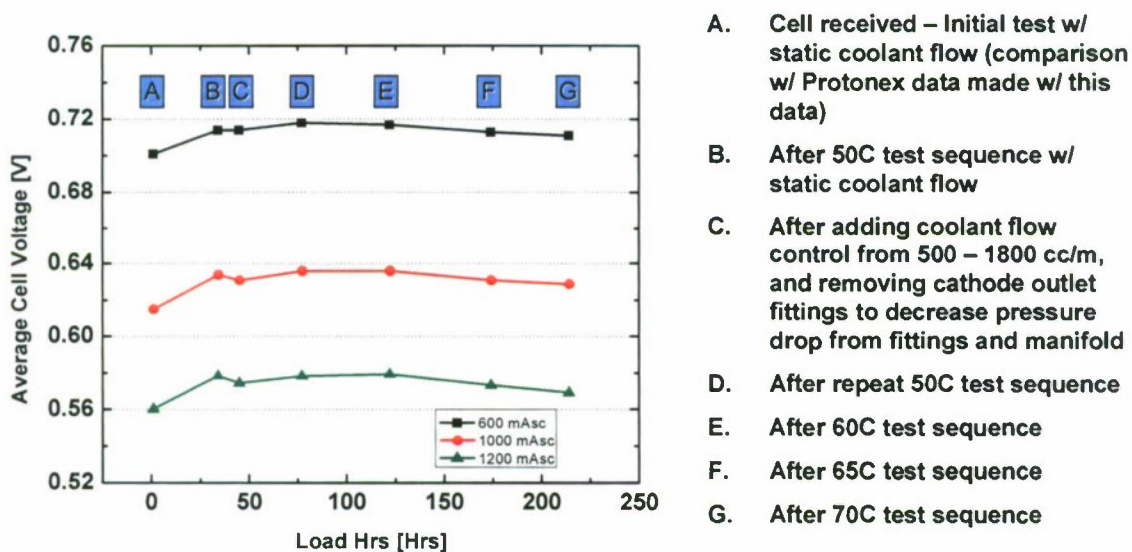 0.76
0.72
0.68
0.64
0.60
0.56
0.52
Average Cell Voltage [V]
A B C D E F G
600 mAsc
1000 mAsc
1200 mAsc
0 50 100 150 200 250
Load Hrs [Hrs]
A. Cell received – Initial test w/
static coolant flow (comparison
w/ Protonex data made w/ this
data)
B. After 50C test sequence w/
static coolant flow
C. After adding coolant flow
control from 500 – 1800 cc/m,
and removing cathode outlet
fittings to decrease pressure
drop from fittings and manifold
D. After repeat 50C test sequence
E. After 60C test sequence
F. After 65C test sequence
G. After 70C test sequence